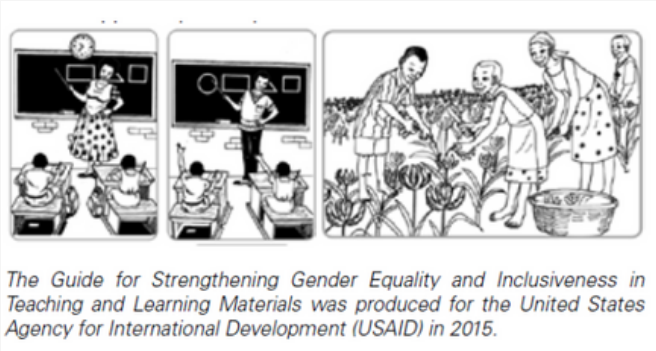 The Guide for Strengthening Gender Equality and Inclusiveness in
Teaching and Learning Materials was produced for the United States
Agency for International Development (USAID) in 2015.